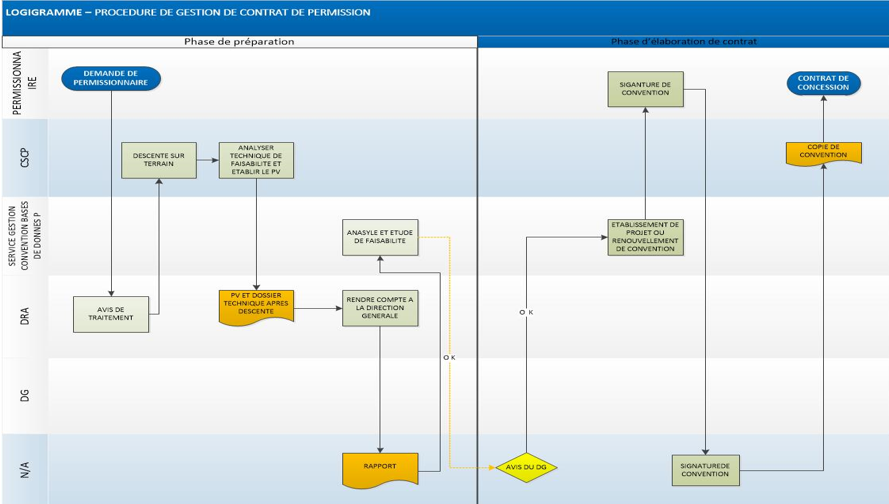 LOGIGRAMME – PROCEDURE DE GESTION DE CONTRAT DE PERMISSION
Phase de préparation
Phase d'élaboration de contrat
PERMISSIONNA
IRE
DEMANDE DE
PERMISSIONNAIRE
SIGANTURE DE
CONVENTION
CONTRAT DE
CONCESSION
CSCP
DESCENTE SUR
TERRAIN
ANALYSER
TECHNIQUE DE
FAISABILITE ET
ETABLIR LE PV
COPIE DE
CONVENTION
SERVICE GESTION
CONVENTION BASES
DE DONNES P
ANASYLE ET ETUDE
DE FAISABILITE
ETABLISSEMENT DE
PROJET OU
RENOUVELLEMENT
DE CONVENTION
DRA
AVIS DE
TRAITEMENT
PV ET DOSSIER
TECHNIQUE APRES
DESCENTE
RENDRE COMPTE A
LA DIRECTION
GENERALE
O K
O K
DG
N/A
RAPPORT
AVIS DU DG
SIGNATUREDE
CONVENTION